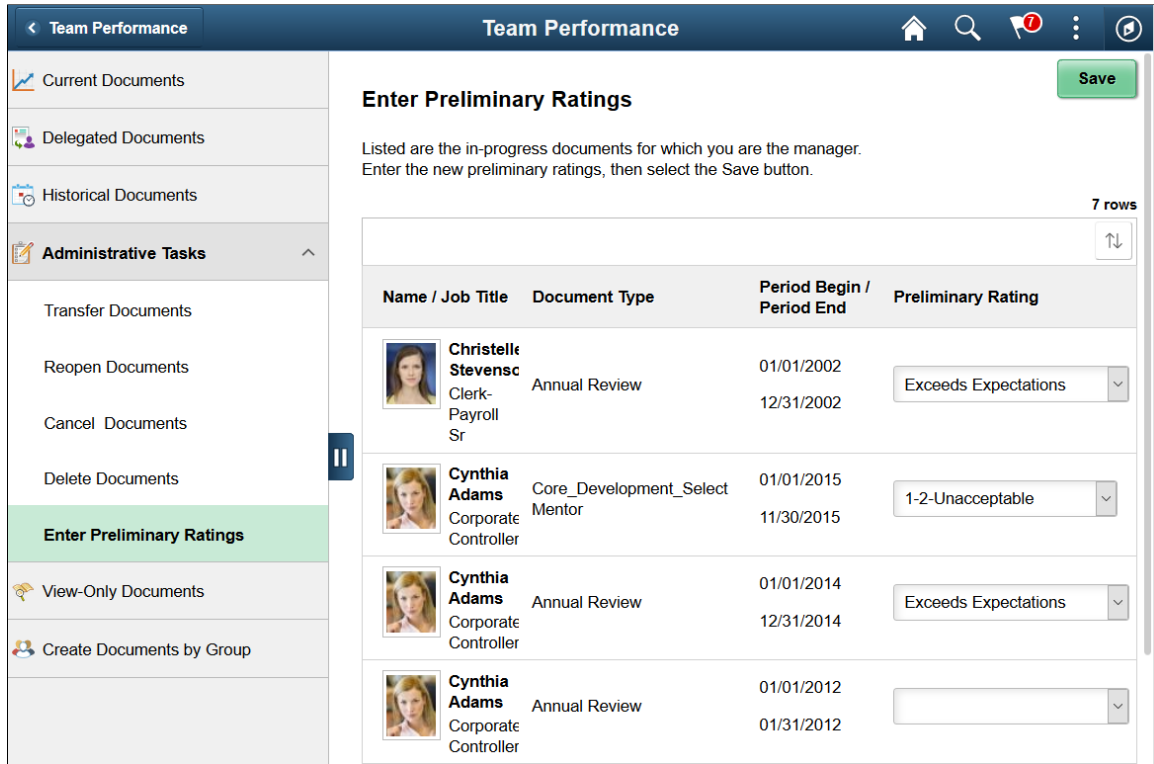 Team Performance
Team Performance
7
Current Documents
Delegated Documents
Historical Documents
Administrative Tasks
Transfer Documents
Reopen Documents
Cancel Documents
Delete Documents
Enter Preliminary Ratings
View-Only Documents
Create Documents by Group
Save
Enter Preliminary Ratings
Listed are the in-progress documents for which you are the manager.
Enter the new preliminary ratings, then select the Save button.
7 rows
Name / Job Title
Document Type
Period Begin /
Period End
Preliminary Rating
Christelle
Stevenso
Clerk-
Payroll
Sr
Annual Review
01/01/2002
12/31/2002
Exceeds Expectations
Cynthia
Adams
Corporate
Controller
Core_Development_Select
Mentor
01/01/2015
11/30/2015
1-2-Unacceptable
Cynthia
Adams
Corporate
Controller
Annual Review
01/01/2014
12/31/2014
Exceeds Expectations
Cynthia
Adams
Corporate
Controller
Annual Review
01/01/2012
01/31/2012